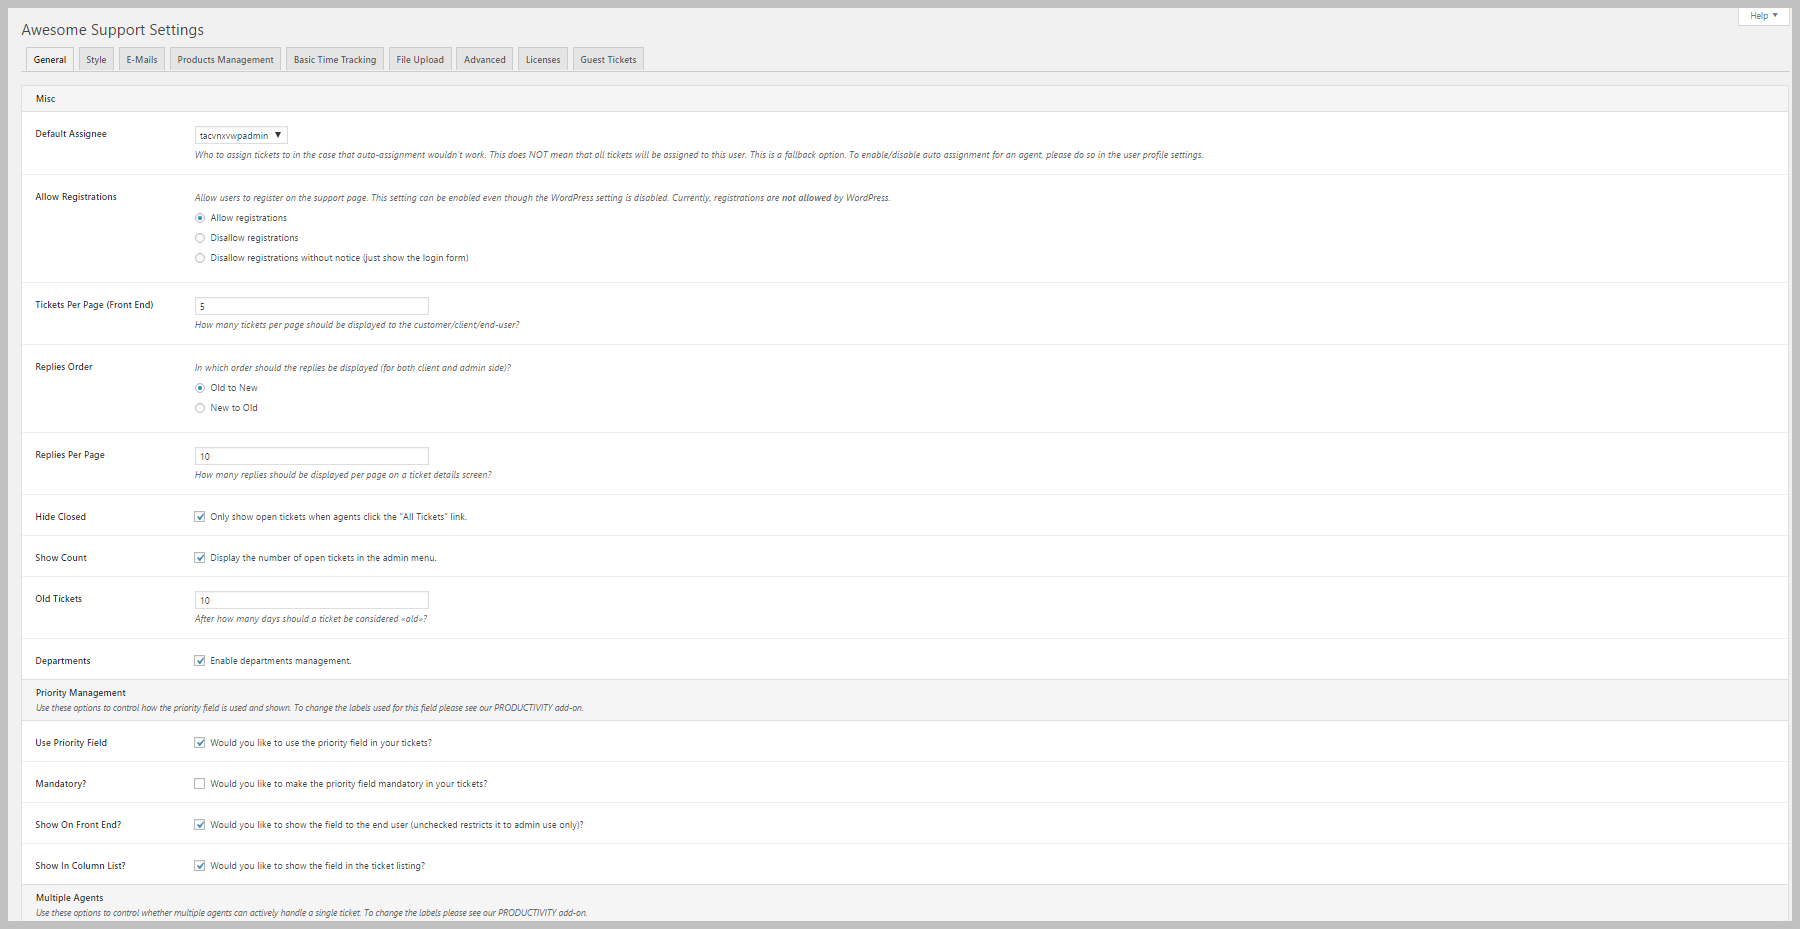 Help ▼
Awesome Support Settings
General Style E-Mails Products Management Basic Time Tracking File Upload Advanced Licenses Guest Tickets
Misc
Default Assignee
tacvnxvwpadmin ▼
Who to assign tickets to in the case that auto-assignment wouldn't work. This does NOT mean that all tickets will be assigned to this user. This is a fallback option. To enable/disable auto assignment for an agent, please do so in the user profile settings.
Allow Registrations
Allow users to register on the support page. This setting can be enabled even though the WordPress setting is disabled. Currently, registrations are not allowed by WordPress.
Allow registrations
Disallow registrations
Disallow registrations without notice (just show the login form)
Tickets Per Page (Front End)
5
How many tickets per page should be displayed to the customer/client/end-user?
Replies Order
In which order should the replies be displayed (for both client and admin side)?
Old to New
New to Old
Replies Per Page
10
How many replies should be displayed per page on a ticket details screen?
Hide Closed
Only show open tickets when agents click the "All Tickets" link.
Show Count
Display the number of open tickets in the admin menu.
Old Tickets
10
After how many days should a ticket be considered «old»?
Departments
Enable departments management.
Priority Management
Use these options to control how the priority field is used and shown. To change the labels used for this field please see our PRODUCTIVITY add-on.
Use Priority Field
Would you like to use the priority field in your tickets?
Mandatory?
Would you like to make the priority field mandatory in your tickets?
Show On Front End?
Would you like to show the field to the end user (unchecked restricts it to admin use only)?
Show In Column List?
Would you like to show the field in the ticket listing?
Multiple Agents
Use these options to control whether multiple agents can actively handle a single ticket. To change the labels please see our PRODUCTIVITY add-on.